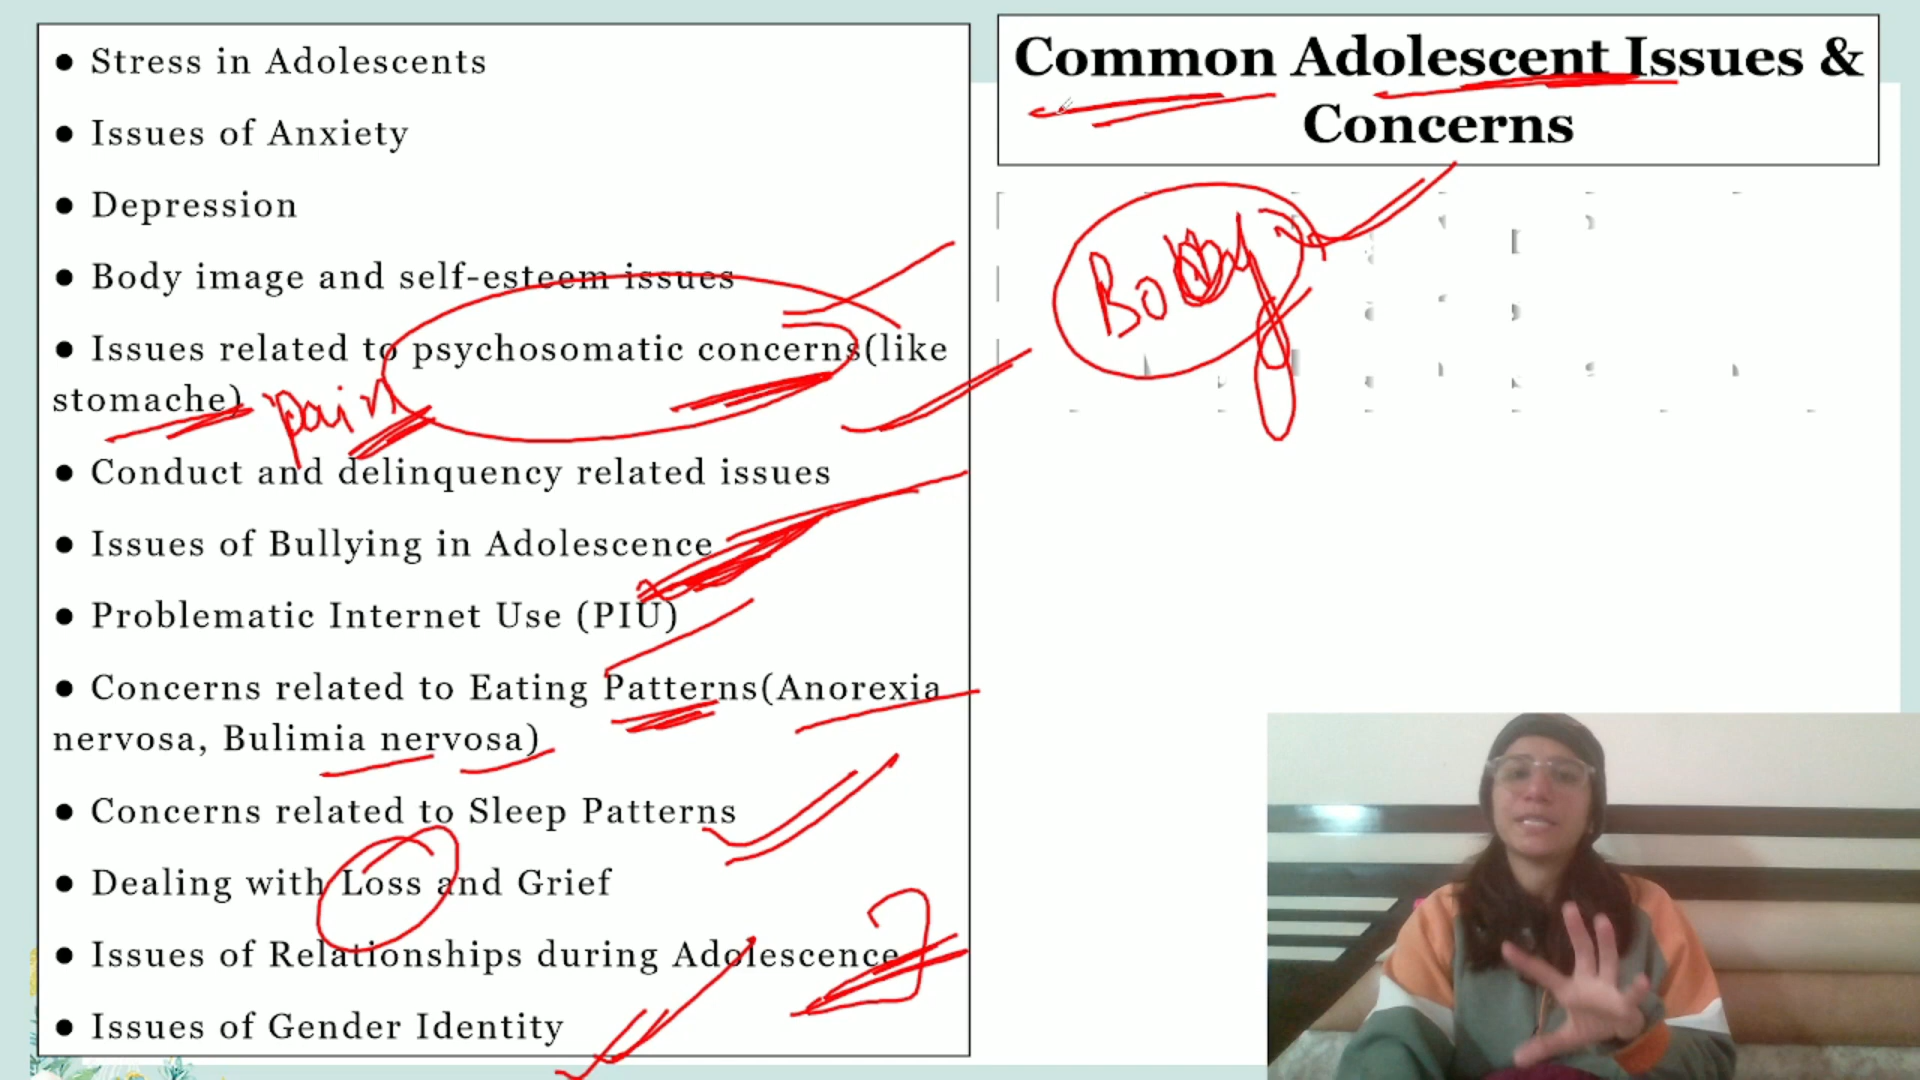 ● Stress in Adolescents
● Issues of Anxiety
● Depression
● Body image and self-esteem issues
● Issues related to psychosomatic concerns(like
stomache) pain
● Conduct and delinquency related issues
● Issues of Bullying in Adolescence
● Problematic Internet Use (PIU)
● Concerns related to Eating Patterns(Anorexia
nervosa, Bulimia nervosa)
● Concerns related to Sleep Patterns
● Dealing with Loss and Grief
● Issues of Relationships during Adolescence
● Issues of Gender Identity
Common Adolescent Issues &
Concerns
Body